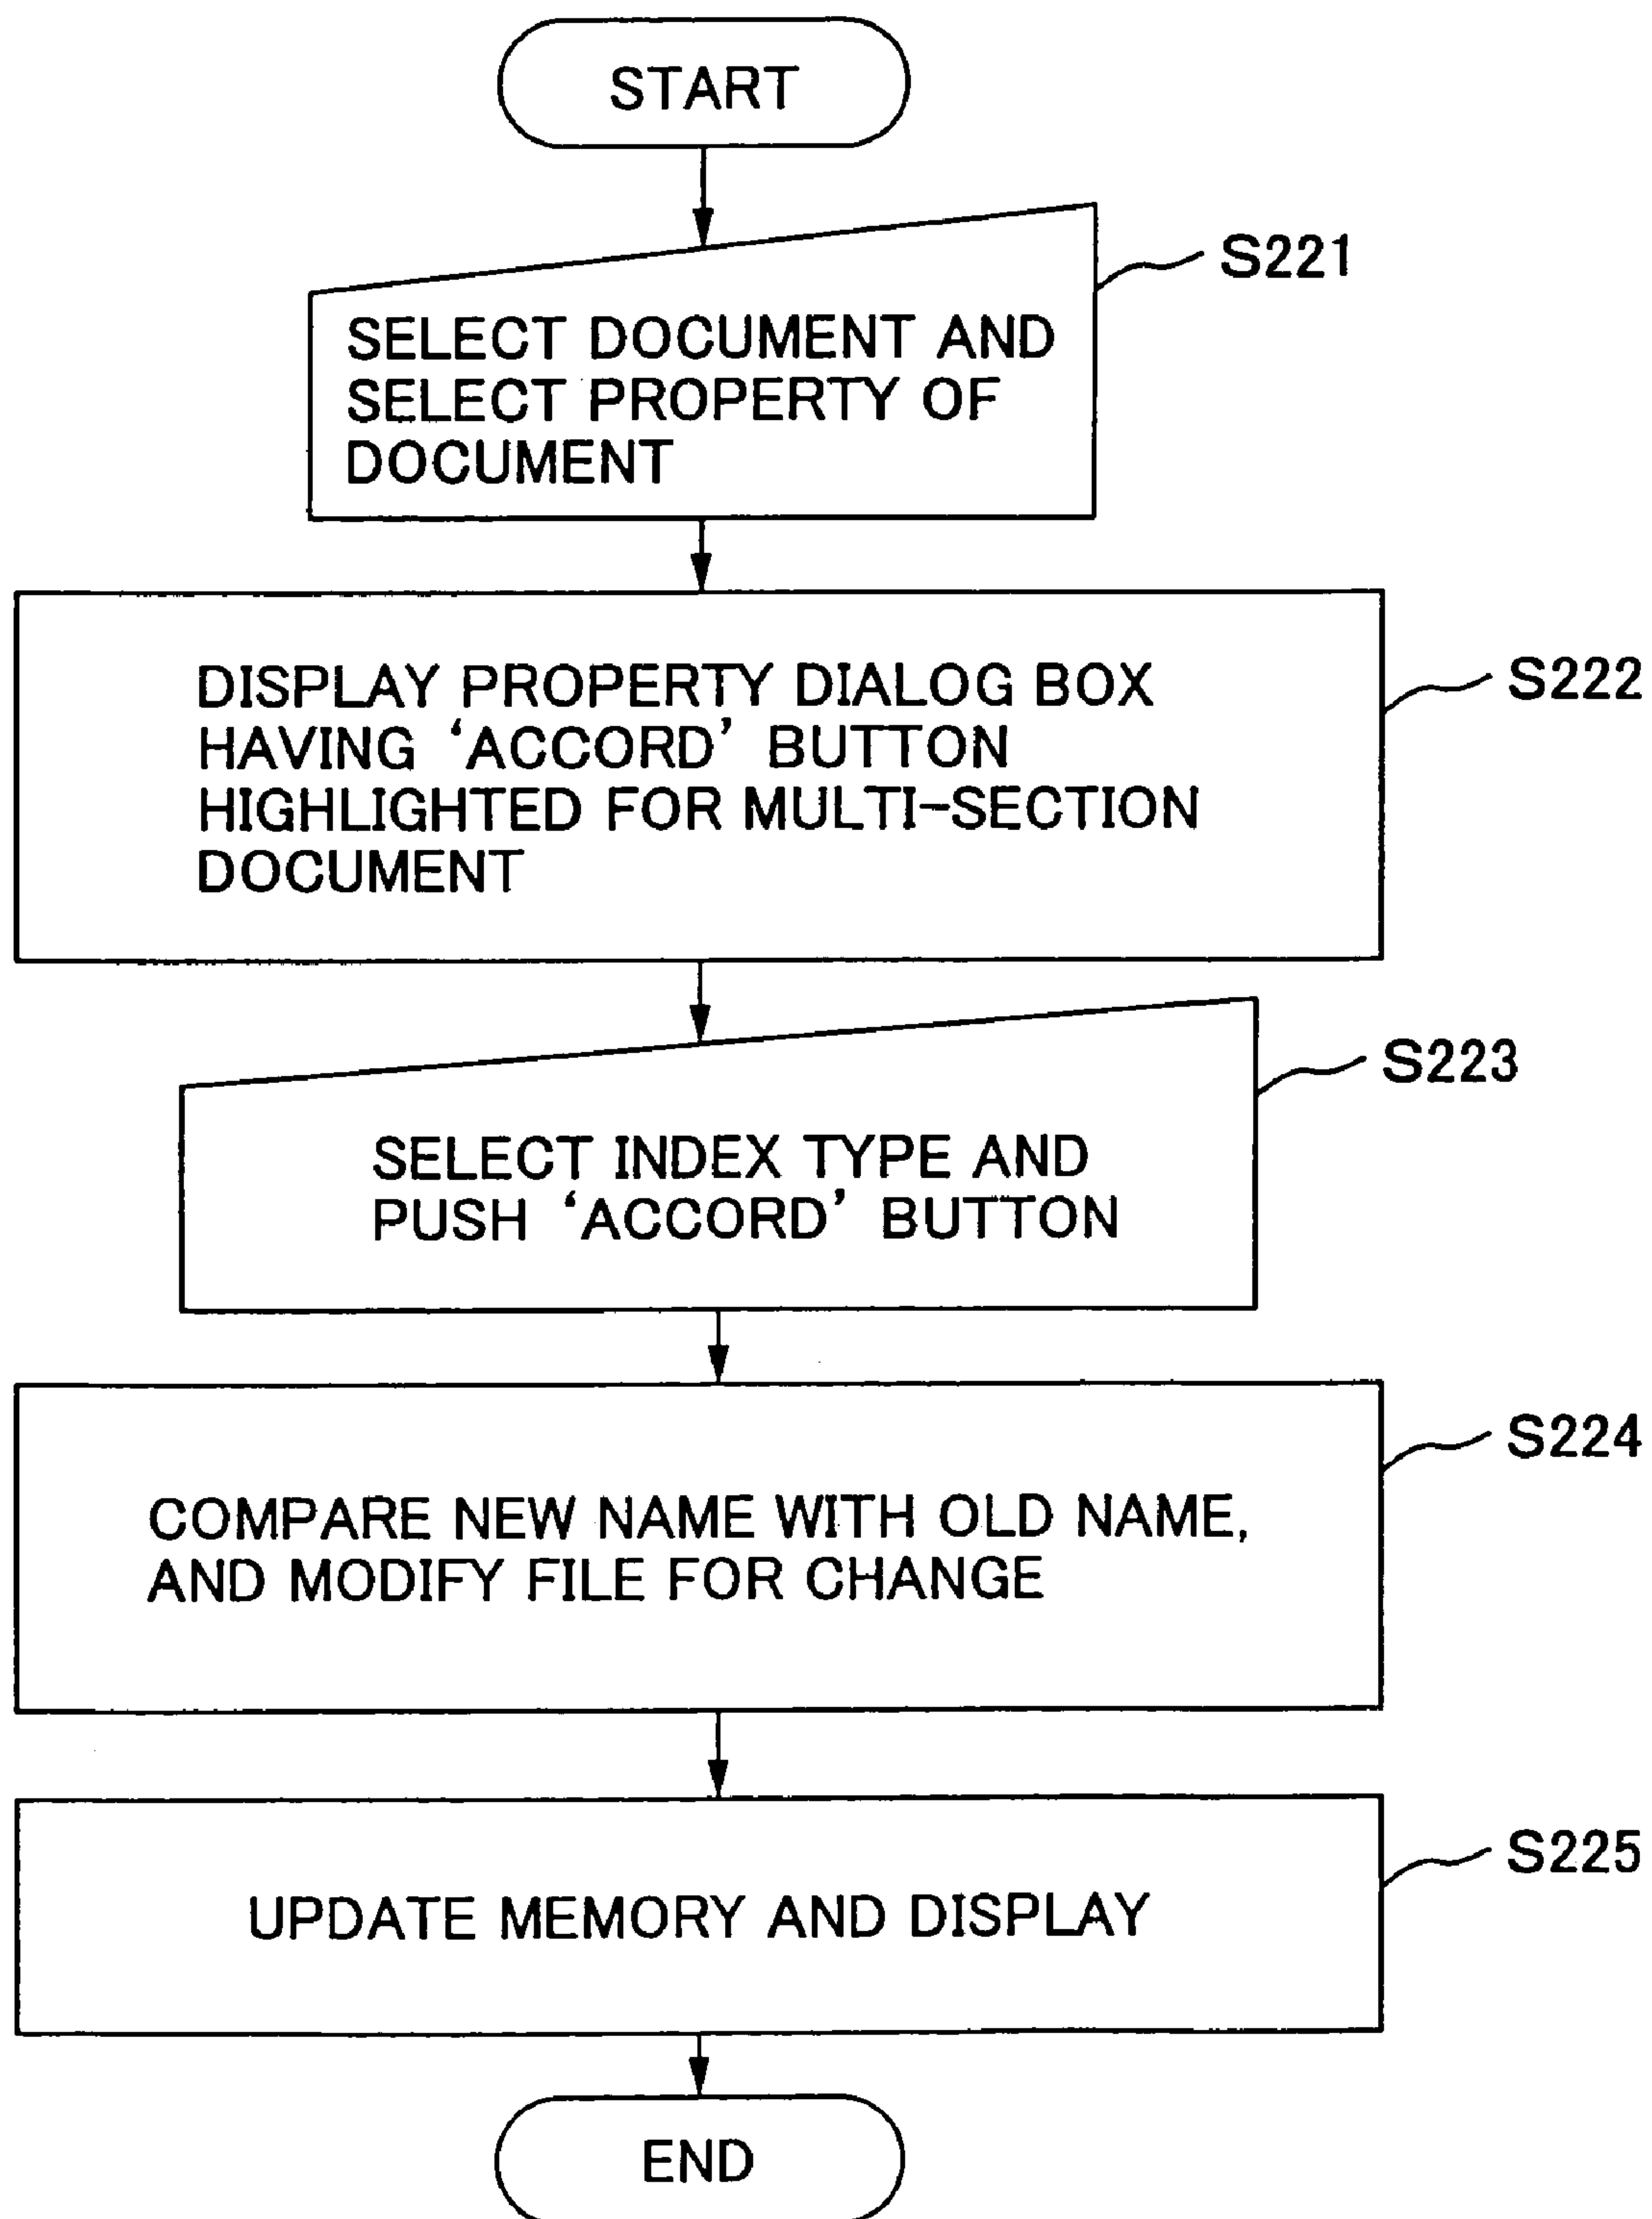 START
S221
SELECT DOCUMENT AND
SELECT PROPERTY OF
DOCUMENT
S222
DISPLAY PROPERTY DIALOG BOX
HAVING ‘ACCORD’ BUTTON
HIGHLIGHTED FOR MULTI-SECTION
DOCUMENT
S223
SELECT INDEX TYPE AND
PUSH ‘ACCORD’ BUTTON
S224
COMPARE NEW NAME WITH OLD NAME,
AND MODIFY FILE FOR CHANGE
S225
UPDATE MEMORY AND DISPLAY
END